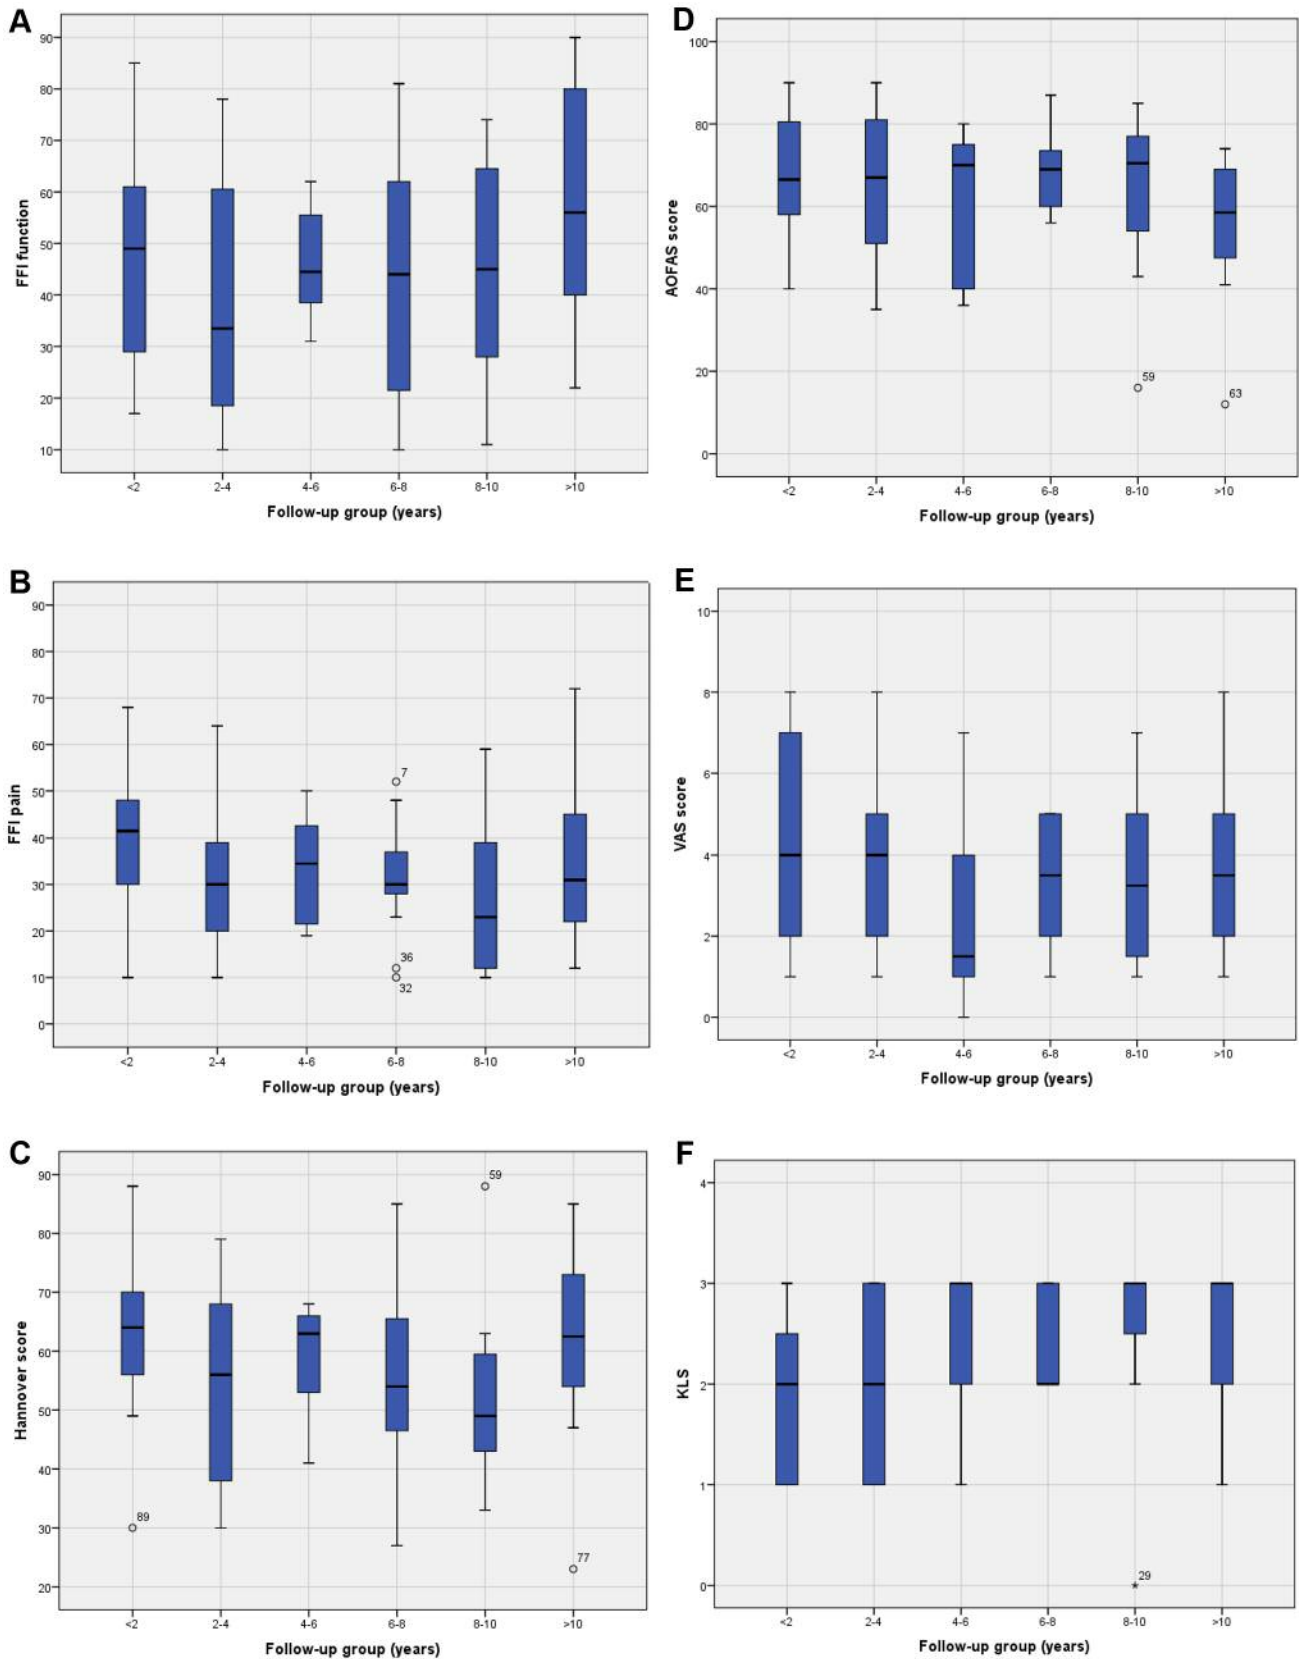 A
90
80
70
60
50
40
30
20
10
FFI function
<2 2-4 4-6 6-8 8-10 >10
Follow-up group (years)
D
100
80
60
40
20
0
AOFAS score
59
63
<2 2-4 4-6 6-8 8-10 >10
Follow-up group (years)
B
90
80
70
60
50
40
30
20
10
0
FFI pain
7
36
32
<2 2-4 4-6 6-8 8-10 >10
Follow-up group (years)
E
10
8
6
4
2
0
VAS score
<2 2-4 4-6 6-8 8-10 >10
Follow-up group (years)
C
90
80
70
60
50
40
30
20
Hannover score
59
89
77
<2 2-4 4-6 6-8 8-10 >10
Follow-up group (years)
F
4
3
2
1
0
KLS
29
<2 2-4 4-6 6-8 8-10 >10
Follow-up group (years)